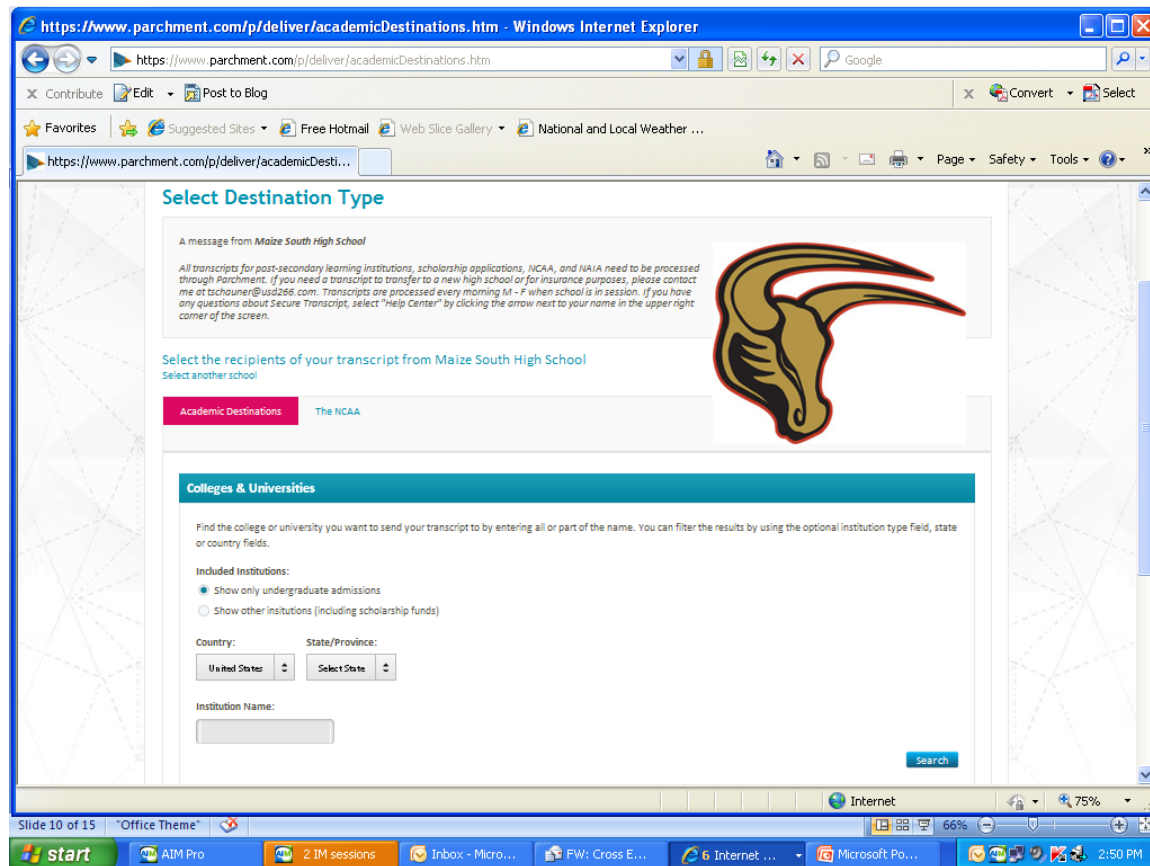 https://www.parchment.com/p/deliver/academicDestinations.htm - Windows Internet Explorer
https://www.parchment.com/p/deliver/academicDestinations.htm
Google
x Contribute Edit Post to Blog
x Convert Select
Favorites Suggested Sites Free Hotmail Web Slice Gallery National and Local Weather ...
https://www.parchment.com/p/deliver/academicDesti...
Page Safety Tools »
Select Destination Type
A message from Maize South High School
All transcripts for post-secondary learning institutions, scholarship applications, NCAA, and NAIA need to be processed
through Parchment. If you need a transcript to transfer to a new high school or for insurance purposes, please contact
me at tschauner@usd266.com. Transcripts are processed every morning M - F when school is in session. If you have
any questions about Secure Transcript, select "Help Center" by clicking the arrow next to your name in the upper right
corner of the screen.
Select the recipients of your transcript from Maize South High School
Select another school
Academic Destinations The NCAA
Colleges & Universities
Find the college or university you want to send your transcript to by entering all or part of the name. You can filter the results by using the optional institution type field, state
or country fields.
Included Institutions:
Show only undergraduate admissions
Show other insitutions (including scholarship funds)
Country: State/Province:
United States Select State
Institution Name:
Search
Internet 75%
Slide 10 of 15 "Office Theme" 66%
start AIM Pro 2 IM sessions Inbox - Micro... FW: Cross E... 6 Internet ... Microsoft Po... 2:50 PM